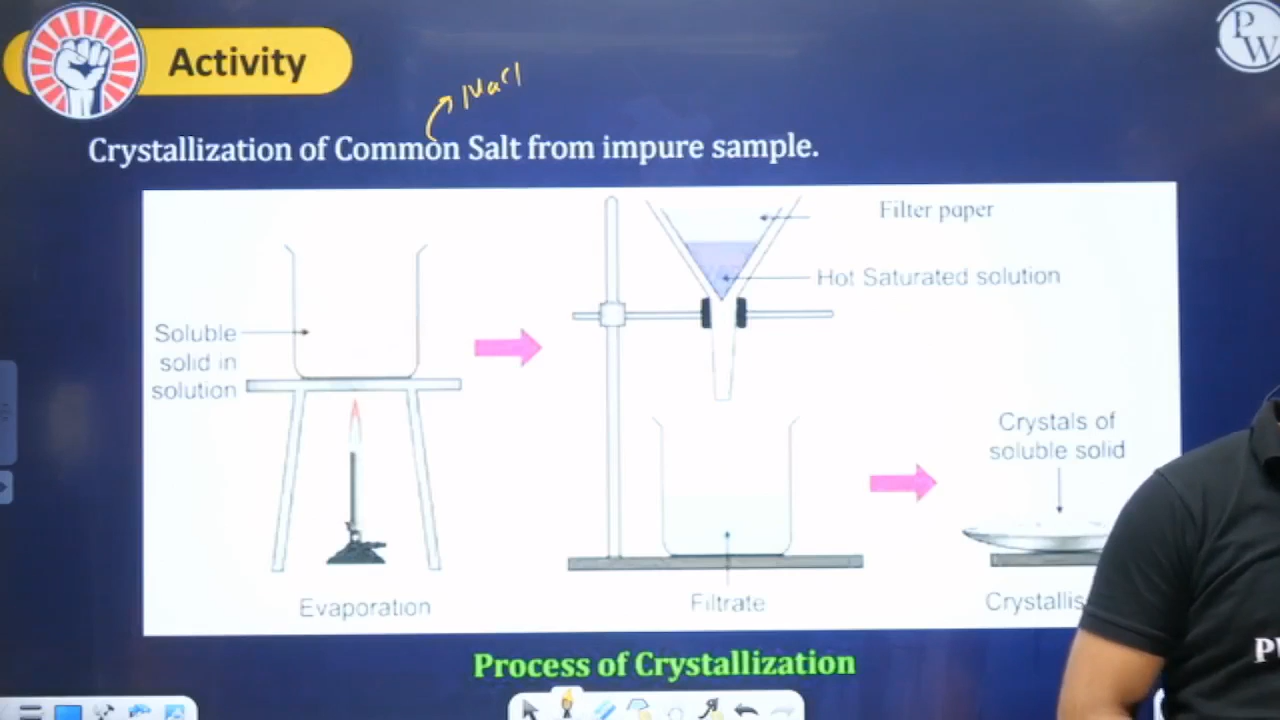 PW
Activity
NaCl
Crystallization of Common Salt from impure sample.
Filter paper
Hot Saturated solution
Soluble
solid in
solution
Crystals of
soluble solid
Evaporation
Filtrate
Crystallis
Process of Crystallization